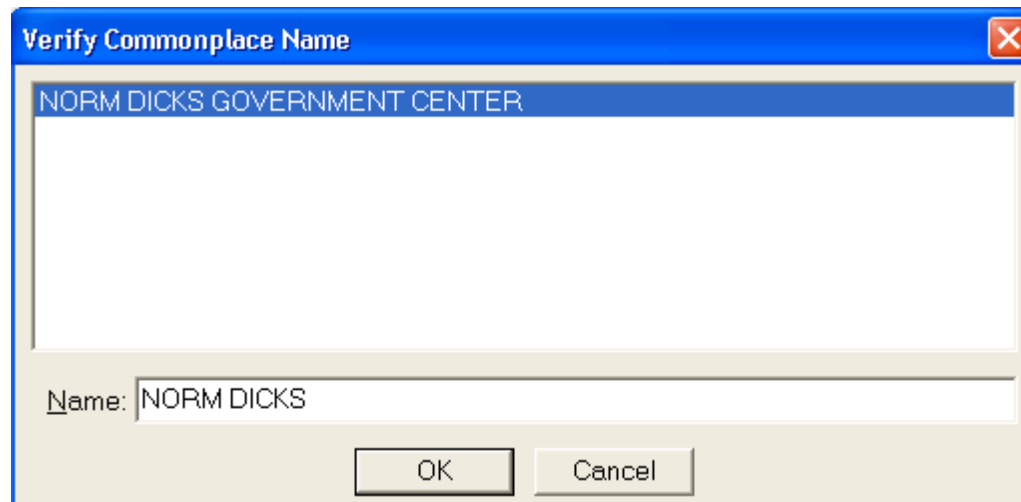 Verify Commonplace Name
NORM DICKS GOVERNMENT CENTER
Name: NORM DICKS
OK Cancel